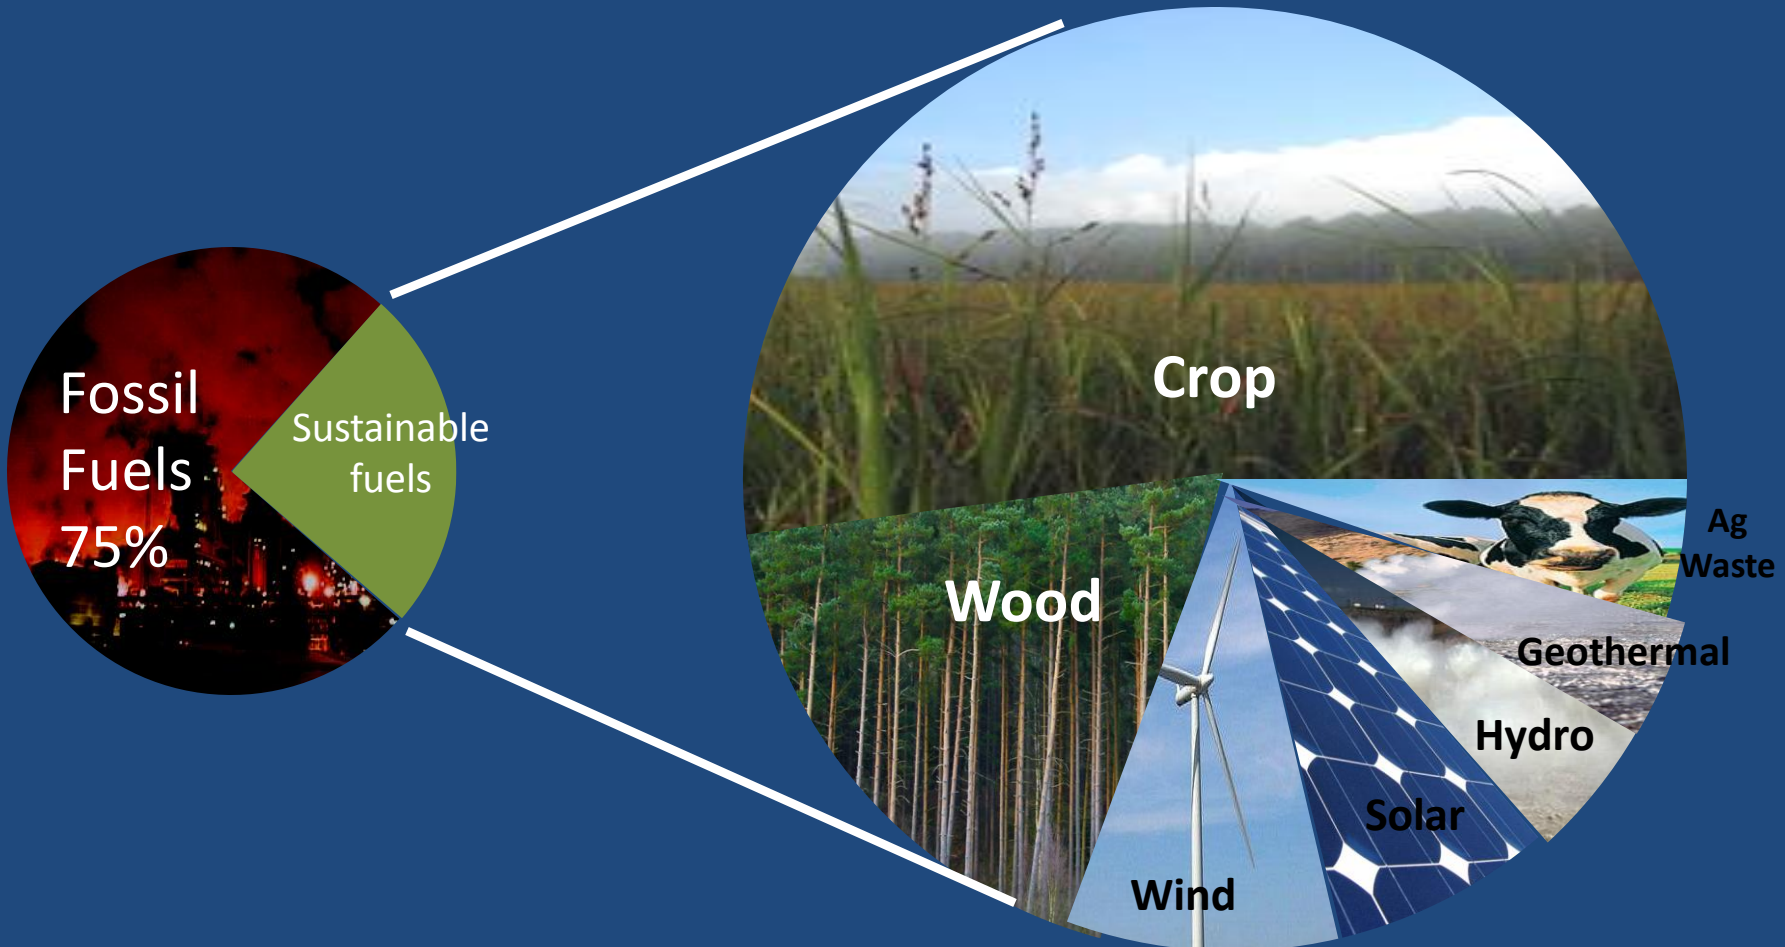 Fossil
Fuels
75%
Sustainable
fuels
Crop
Wood
Wind
Solar
Hydro
Geothermal
Ag
Waste